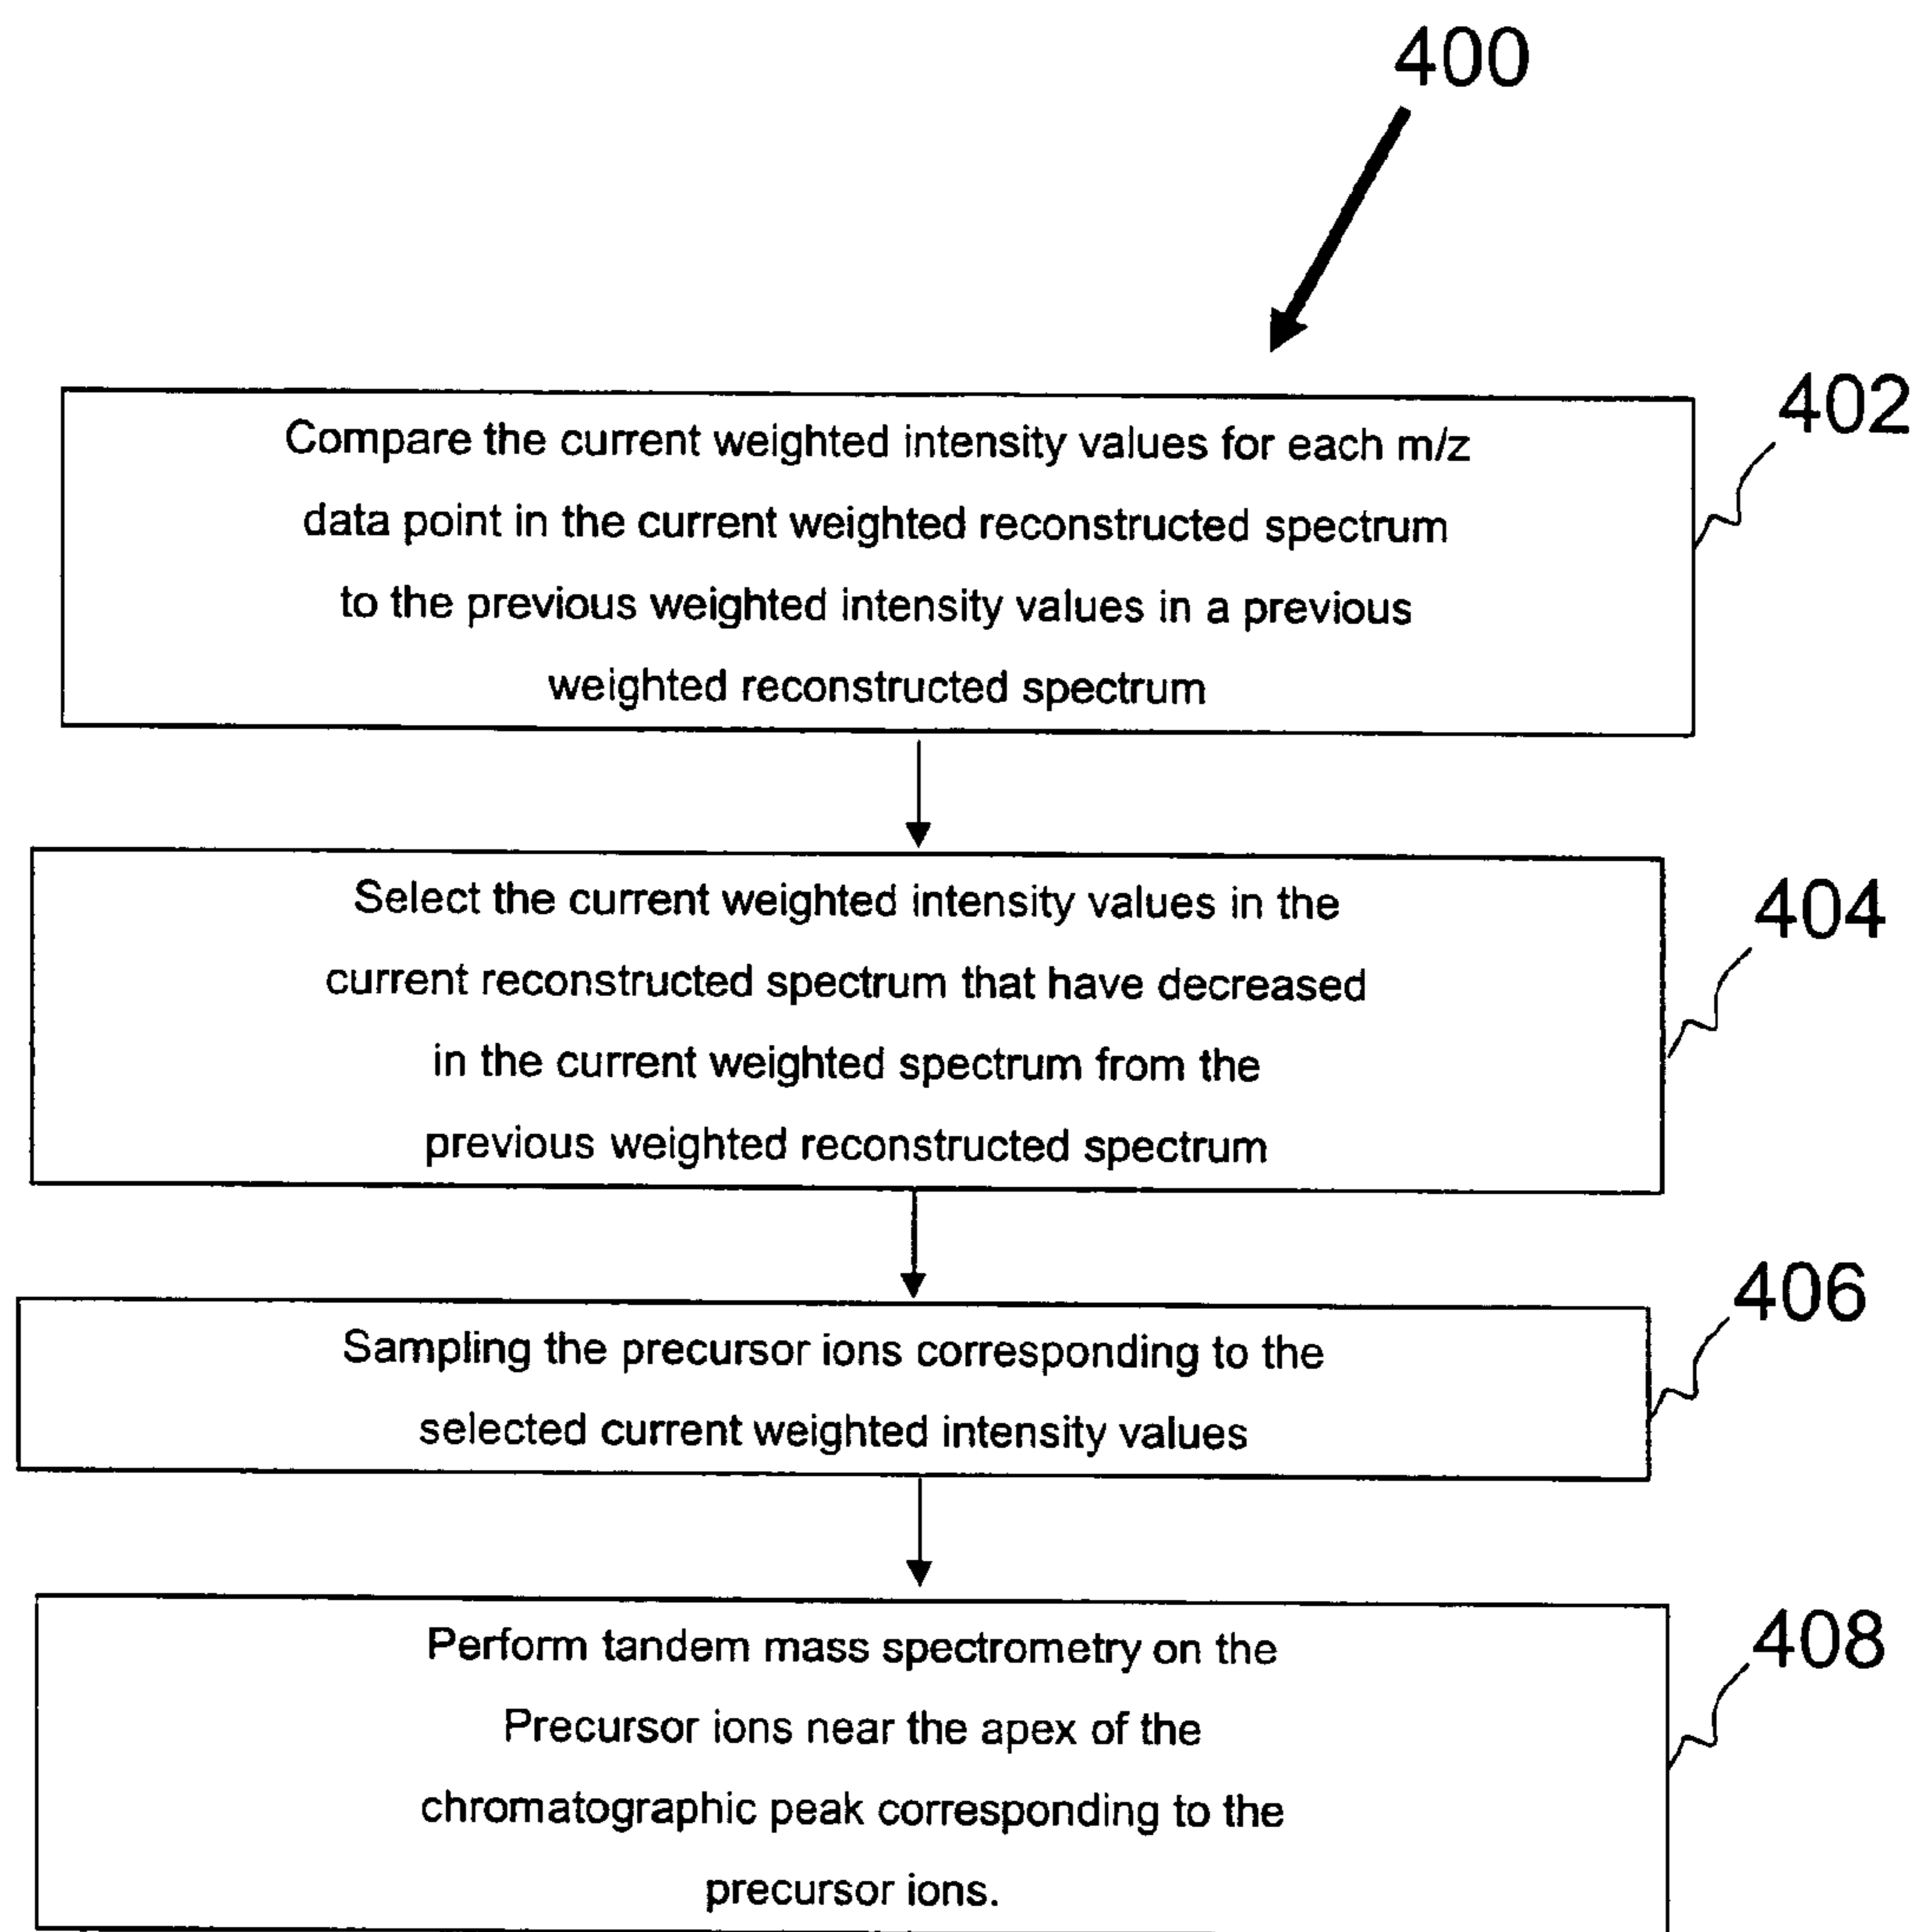 400
402
Compare the current weighted intensity values for each m/z
data point in the current weighted reconstructed spectrum
to the previous weighted intensity values in a previous
weighted reconstructed spectrum
404
Select the current weighted intensity values in the
current reconstructed spectrum that have decreased
in the current weighted spectrum from the
previous weighted reconstructed spectrum
406
Sampling the precursor ions corresponding to the
selected current weighted intensity values
408
Perform tandem mass spectrometry on the
Precursor ions near the apex of the
chromatographic peak corresponding to the
precursor ions.